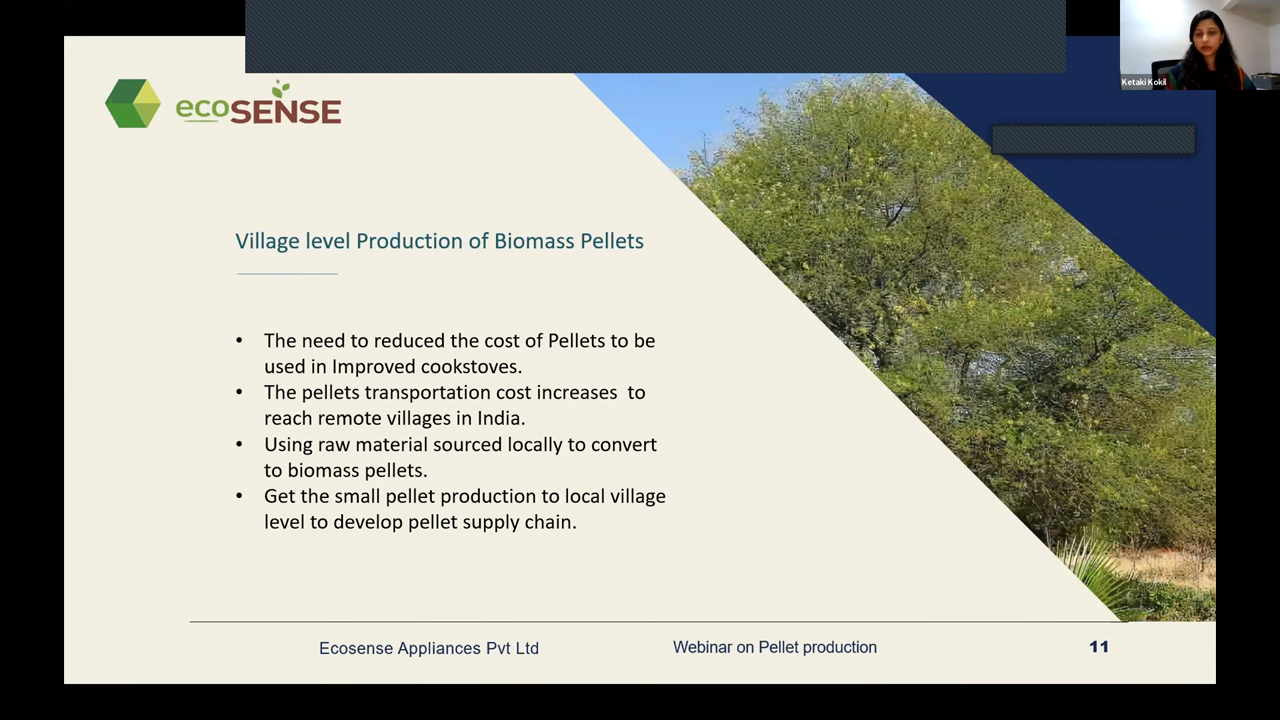 Ketaki Kokil
ecoSENSE
Village level Production of Biomass Pellets
• The need to reduced the cost of Pellets to be
used in Improved cookstoves.
• The pellets transportation cost increases to
reach remote villages in India.
• Using raw material sourced locally to convert
to biomass pellets.
• Get the small pellet production to local village
level to develop pellet supply chain.
Ecosense Appliances Pvt Ltd
Webinar on Pellet production
11